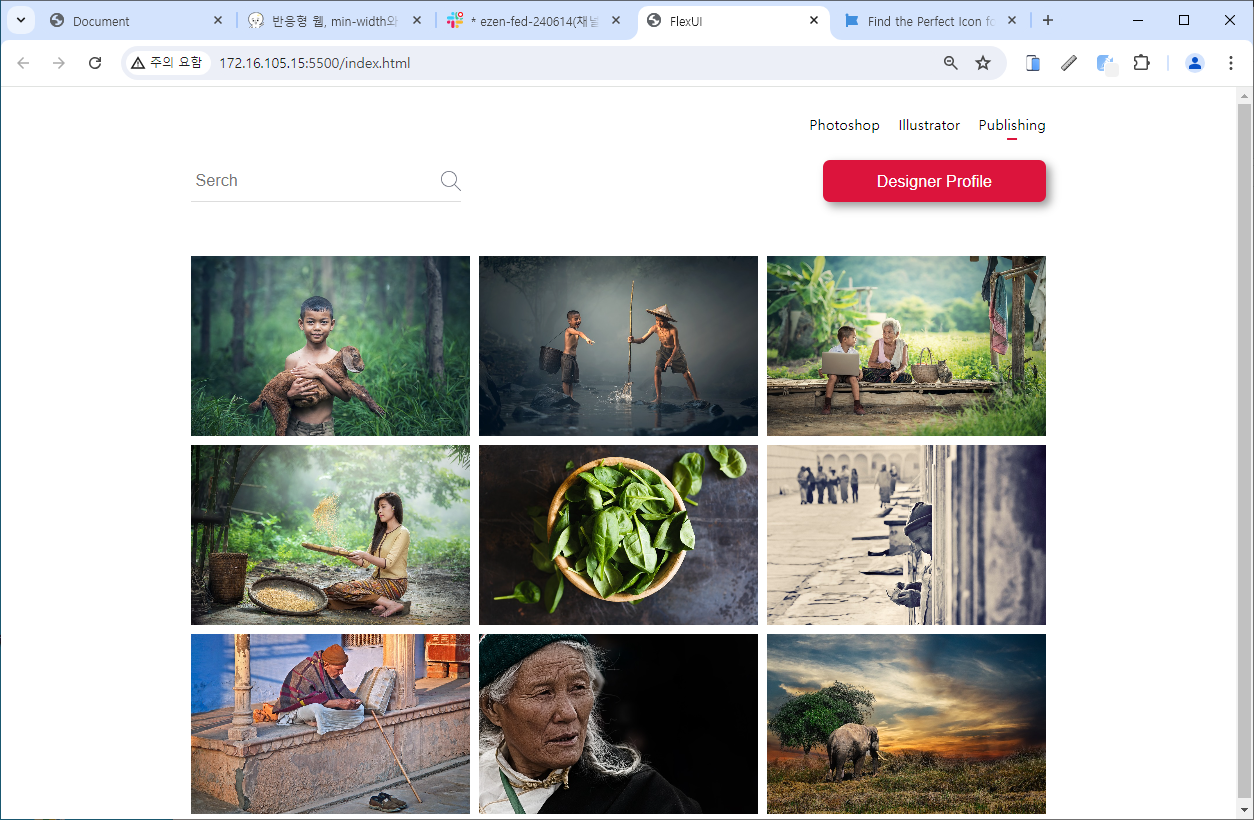 Document
반응형 웹, min-width와
* ezen-fed-240614(채널
FlexUI
Find the Perfect Icon fo
주의 요함
172.16.105.15:5500/index.html
Photoshop Illustrator Publishing
Serch
Designer Profile